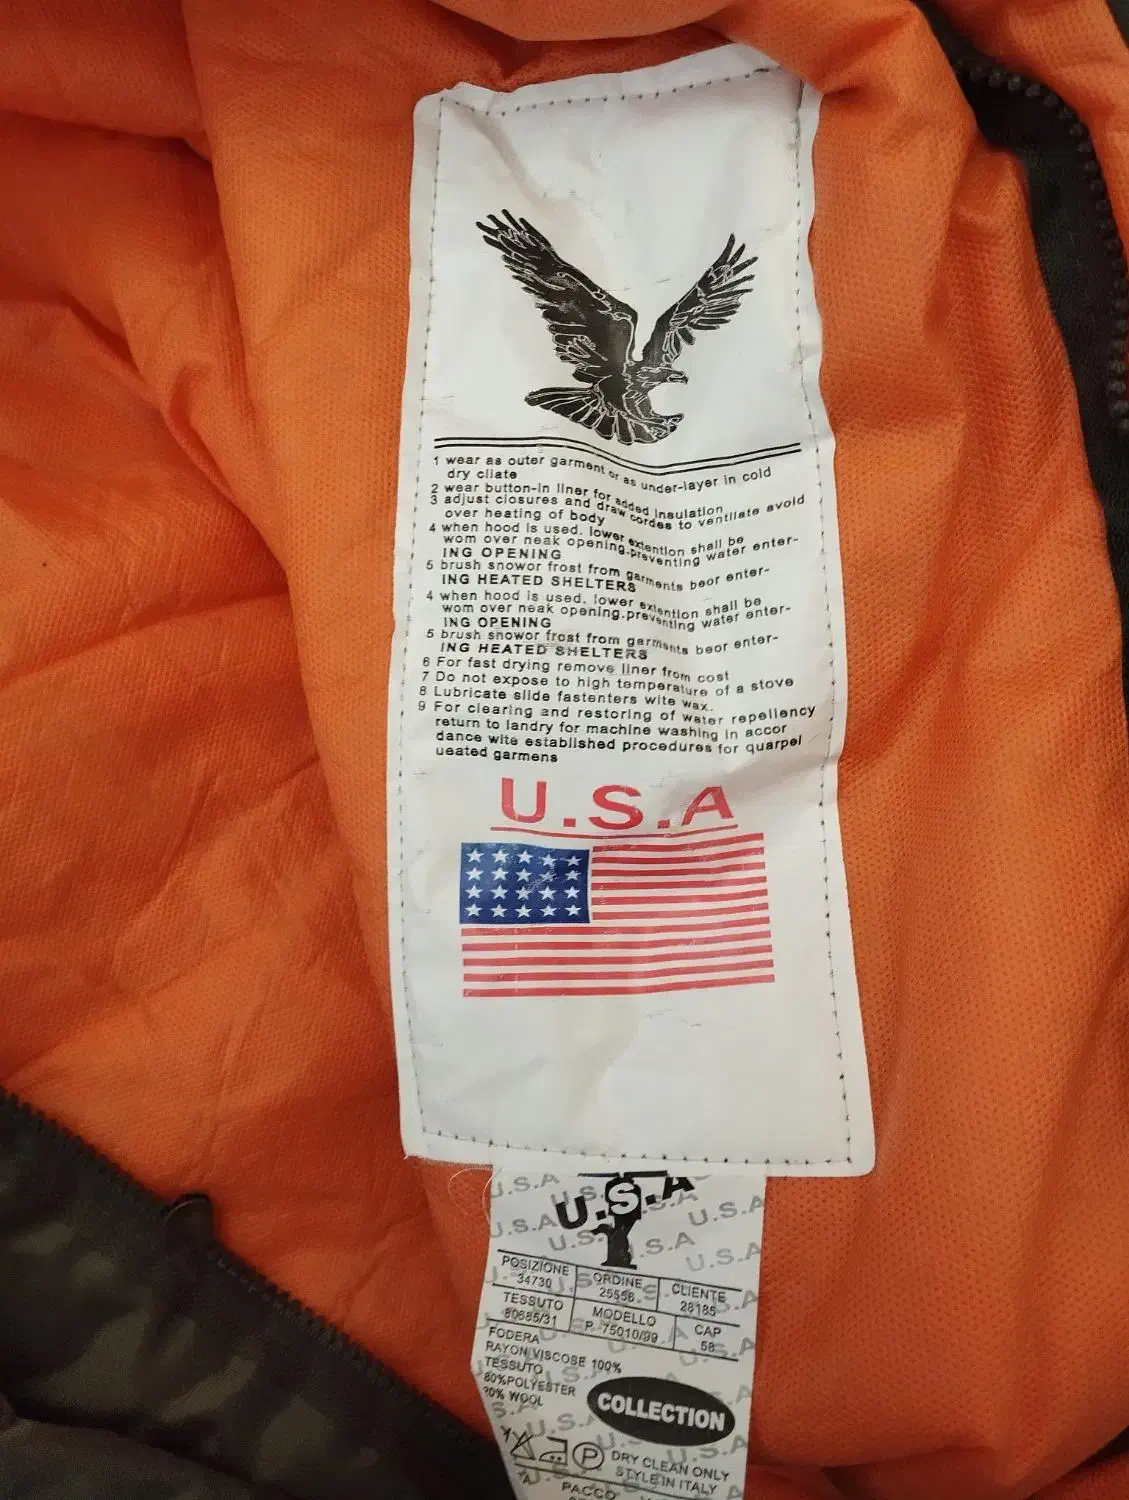 1 wear as outer garment or as under-layer in cold
dry cliate
2 wear button-in liner for added insulation
3 adjust closures and draw cordes to ventilate avoid
over heating of body
4 when hood is used. lower extention shall be
wom over neak opening.preventing water enter-
ING OPENING
5 brush snowor frost from garments beor enter-
ING HEATED SHELTERS
4 when hood is used. lower extention shall be
wom over neak opening.preventing water enter-
ING OPENING
5 brush snowor frost from garments beor enter-
ING HEATED SHELTERS
6 For fast drying remove liner from cost
7 Do not expose to high temperature of a stove
8 Lubricate slide fastenters wite wax.
9 For clearing and restoring of water repellency
return to landry for machine washing in accor
dance wite established procedures for quarpel
ueated garmens
U.S.A
U.S.A
POSIZIONE ORDINE CLIENTE
34730 25556 28185
TESSUTO MODELLO CAP
80685/31 P. 75010/99 58
FODERA
RAYON VISCOSE 100%
TESSUTO
80%POLYESTER
20% WOOL
COLLECTION
P
DRY CLEAN ONLY
STYLE IN ITALY
PACCO